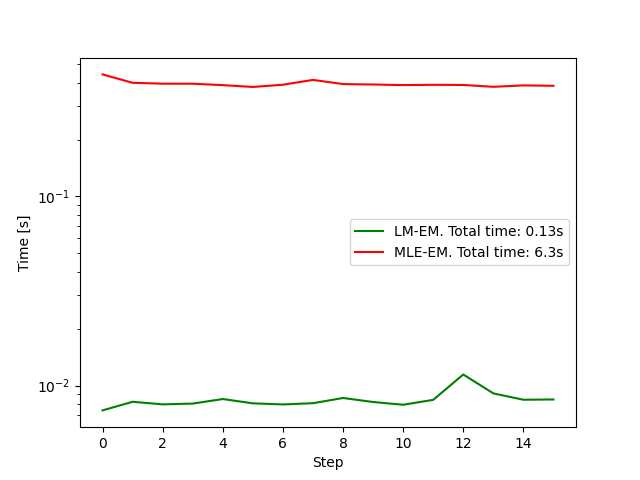 Time [s]
10⁻¹
10⁻²
LM-EM. Total time: 0.13s
MLE-EM. Total time: 6.3s
0 2 4 6 8 10 12 14
Step